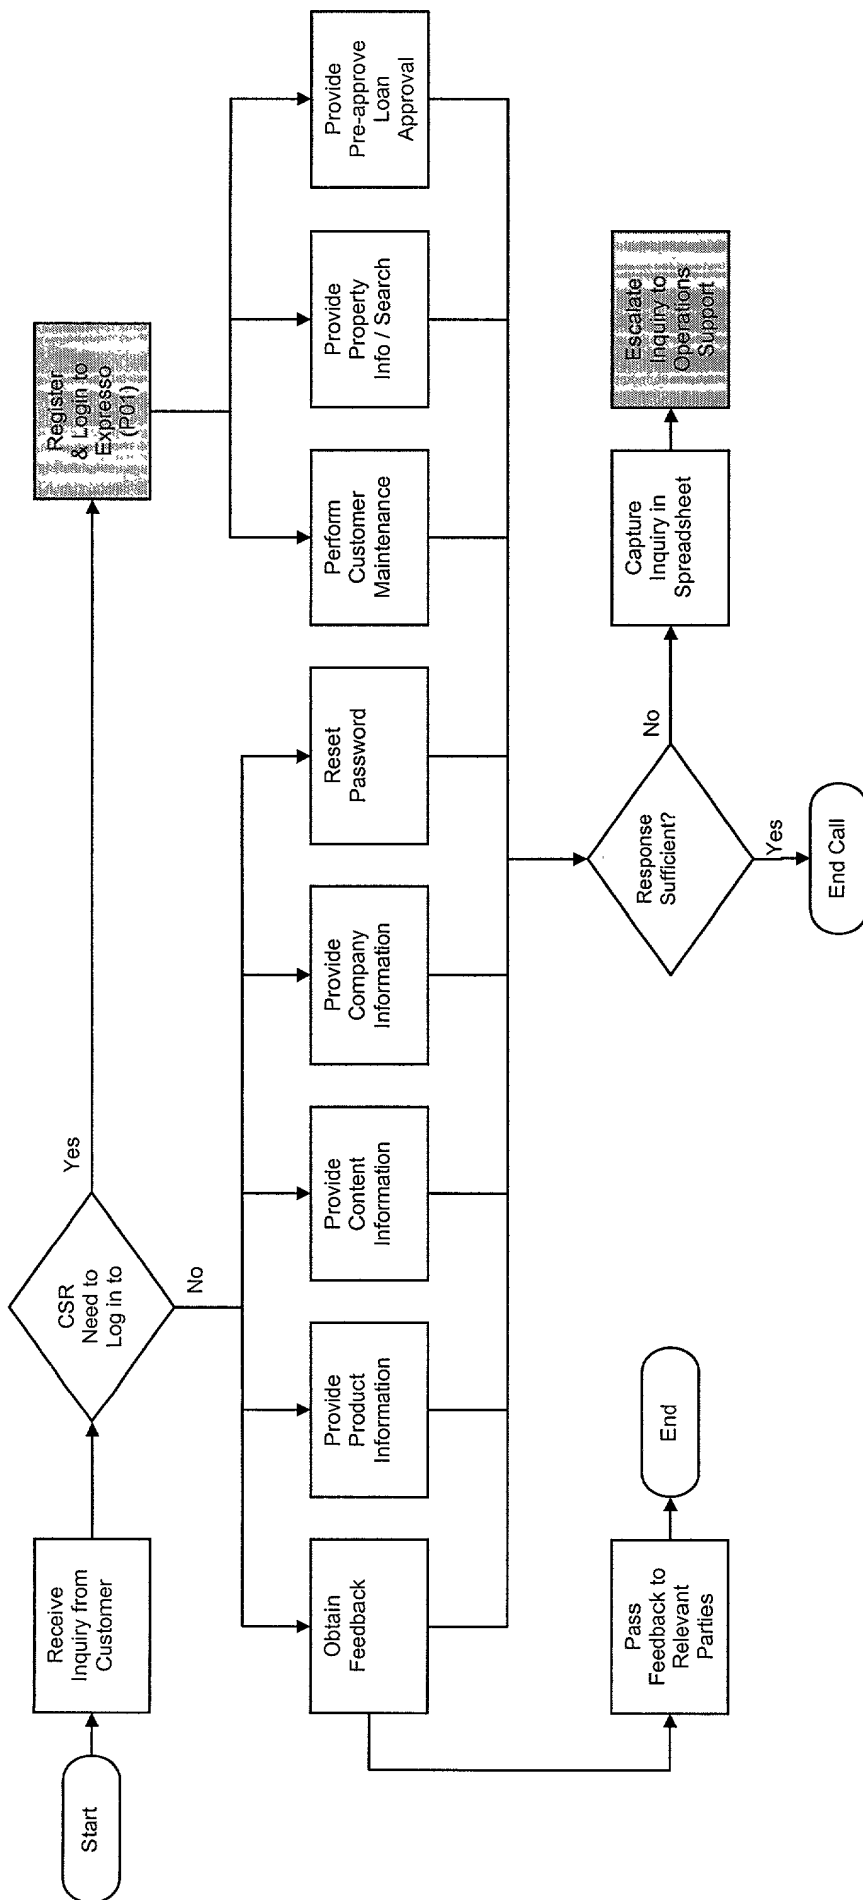 Start
Receive
Inquiry from
Customer
CSR
Need to
Log in to
Yes
No
Register
& Login to
Expresso
(P01)
Obtain
Feedback
Provide
Product
Information
Provide
Content
Information
Provide
Company
Information
Reset
Password
Perform
Customer
Maintenance
Provide
Property
Info / Search
Provide
Pre-approve
Loan
Approval
Pass
Feedback to
Relevant
Parties
End
Response
Sufficient?
No
Yes
Capture
Inquiry in
Spreadsheet
Escalate
Inquiry to
Operations
Support
End Call